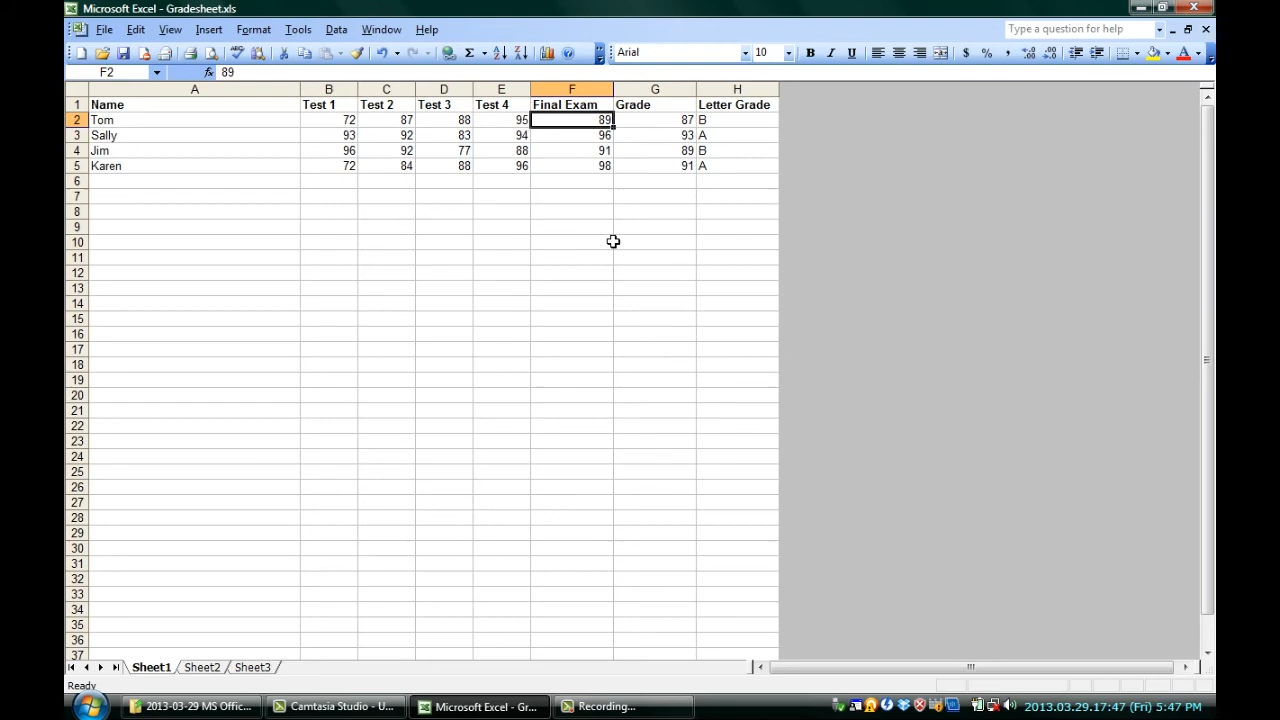 Microsoft Excel - Gradesheet.xls
File Edit View Insert Format Tools Data Window Help Type a question for help
Arial 10 B I U $ % ,
F2 fx 89
A B C D E F G H
1 Name Test 1 Test 2 Test 3 Test 4 Final Exam Grade Letter Grade
2 Tom 72 87 88 95 89 87 B
3 Sally 93 92 83 94 96 93 A
4 Jim 96 92 77 88 91 89 B
5 Karen 72 84 88 96 98 91 A
6
7
8
9
10
11
12
13
14
15
16
17
18
19
20
21
22
23
24
25
26
27
28
29
30
31
32
33
34
35
36
37
Sheet1 Sheet2 Sheet3
Ready
2013-03-29 MS Offic... Camtasia Studio - U... Microsoft Excel - Gr... Recording... 2013.03.29.17:47 (Fri) 5:47 PM